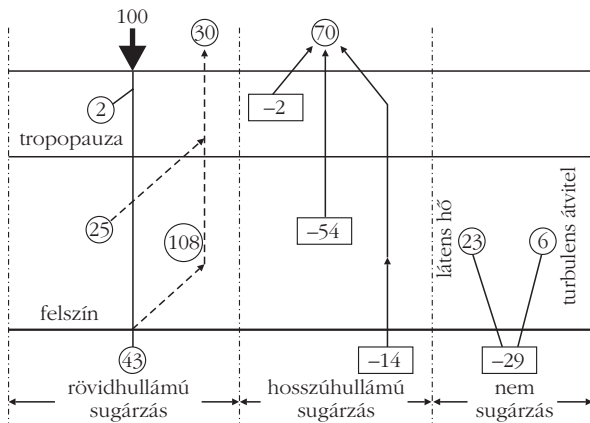 100
30
70
2
–2
tropopauza
25
108
–54
látens hő
23
6
turbulens átvitel
felszín
43
–14
–29
rövidhullámú
sugárzás
hosszúhullámú
sugárzás
nem
sugárzás